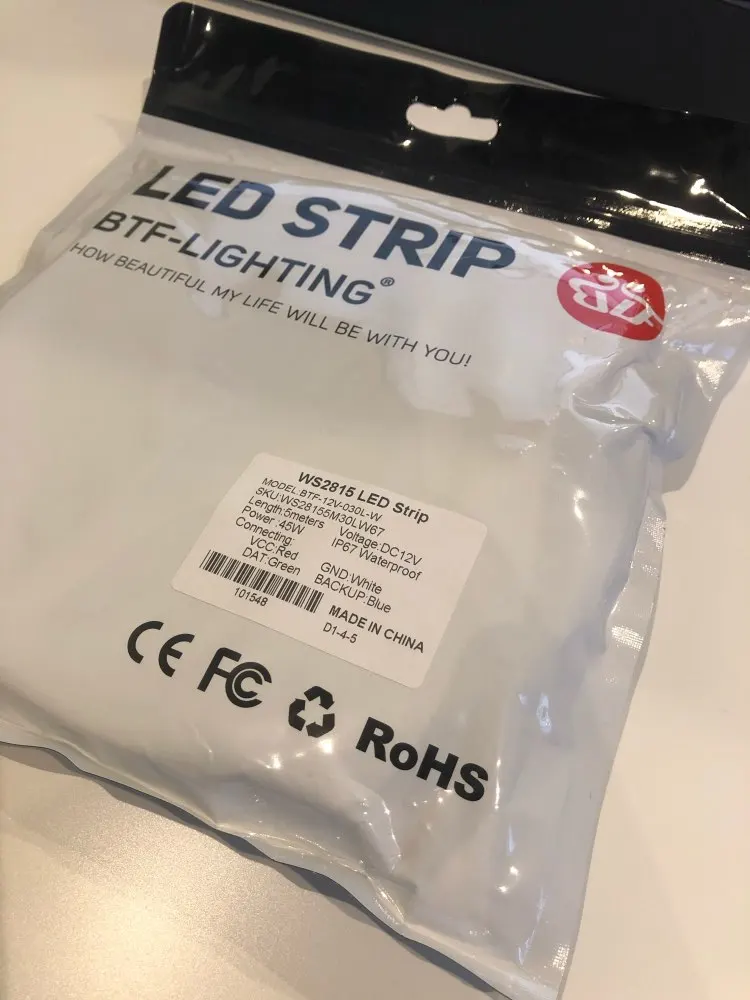 LED STRIP
BTF-LIGHTING®
HOW BEAUTIFUL MY LIFE WILL BE WITH YOU!
WS2815 LED Strip
MODEL:BTF-12V-030L-W
SKU:WS28155M30LW67
Length:5meters Voltage:DC12V
Power :45W IP67 Waterproof
Connecting:
VCC:Red GND:White
DAT:Green BACKUP:Blue
101548 MADE IN CHINA
D1-4-5
CE FC RoHS